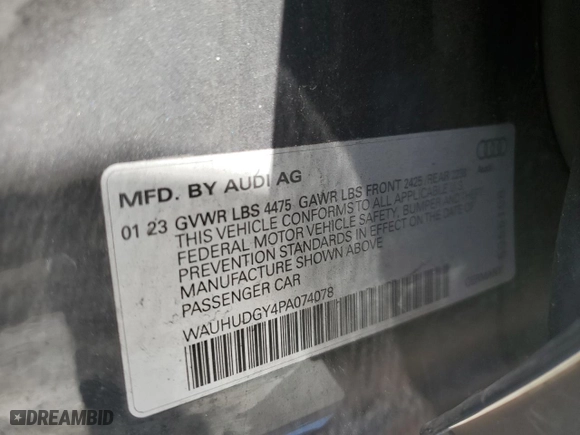 MFD. BY AUDI AG
01 23 GVWR LBS 4475 GAWR LBS FRONT 2425 REAR
THIS VEHICLE CONFORMS TO ALL APPLICABLE U.S.
FEDERAL MOTOR VEHICLE SAFETY, BUMPER AND THEFT
PREVENTION STANDARDS IN EFFECT ON THE DATE OF
MANUFACTURE SHOWN ABOVE
PASSENGER CAR
WAUHUDGY4PA074078
DREAMBID